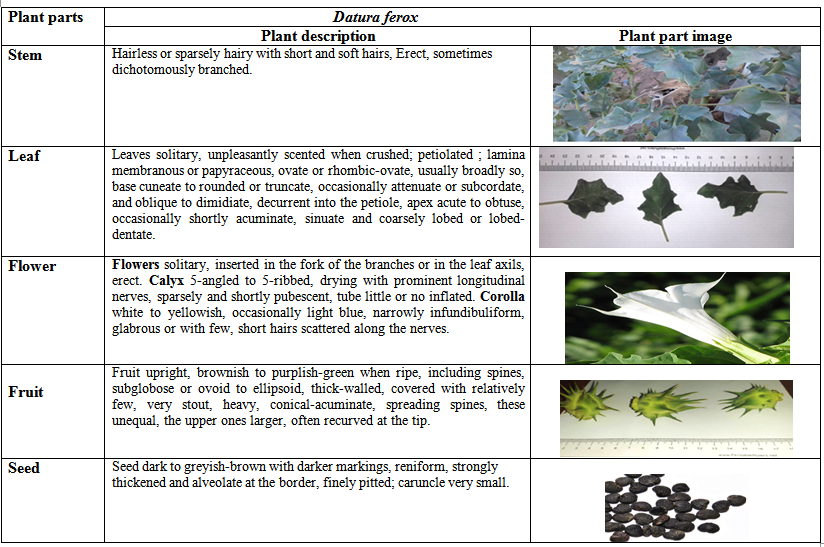 Plant parts
Datura ferox
Plant description
Plant part image
Stem
Hairless or sparsely hairy with short and soft hairs, Erect, sometimes
dichotomously branched.
Leaf
Leaves solitary, unpleasantly scented when crushed; petiolated ; lamina
membranous or papyraceous, ovate or rhombic-ovate, usually broadly so,
base cuneate to rounded or truncate, occasionally attenuate or subcordate,
and oblique to dimidiate, decurrent into the petiole, apex acute to obtuse,
occasionally shortly acuminate, sinuate and coarsely lobed or lobed-
dentate.
Flower
Flowers solitary, inserted in the fork of the branches or in the leaf axils,
erect. Calyx 5-angled to 5-ribbed, drying with prominent longitudinal
nerves, sparsely and shortly pubescent, tube little or no inflated. Corolla
white to yellowish, occasionally light blue, narrowly infundibuliform,
glabrous or with few, short hairs scattered along the nerves.
Fruit
Fruit upright, brownish to purplish-green when ripe, including spines,
subglobose or ovoid to ellipsoid, thick-walled, covered with relatively
few, very stout, heavy, conical-acuminate, spreading spines, these
unequal, the upper ones larger, often recurved at the tip.
Seed
Seed dark to greyish-brown with darker markings, reniform, strongly
thickened and alveolate at the border, finely pitted; caruncle very small.